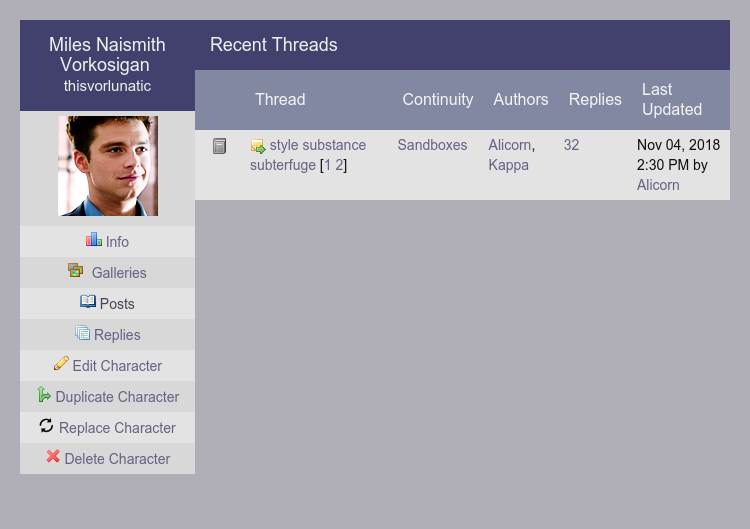 Miles Naismith
Vorkosigan
thisvorlunatic
Info
Galleries
Posts
Replies
Edit Character
Duplicate Character
Replace Character
Delete Character
Recent Threads
Thread Continuity Authors Replies Last
Updated
style substance Sandboxes Alicorn, 32 Nov 04, 2018
subterfuge [1 2] Kappa 2:30 PM by
Alicorn